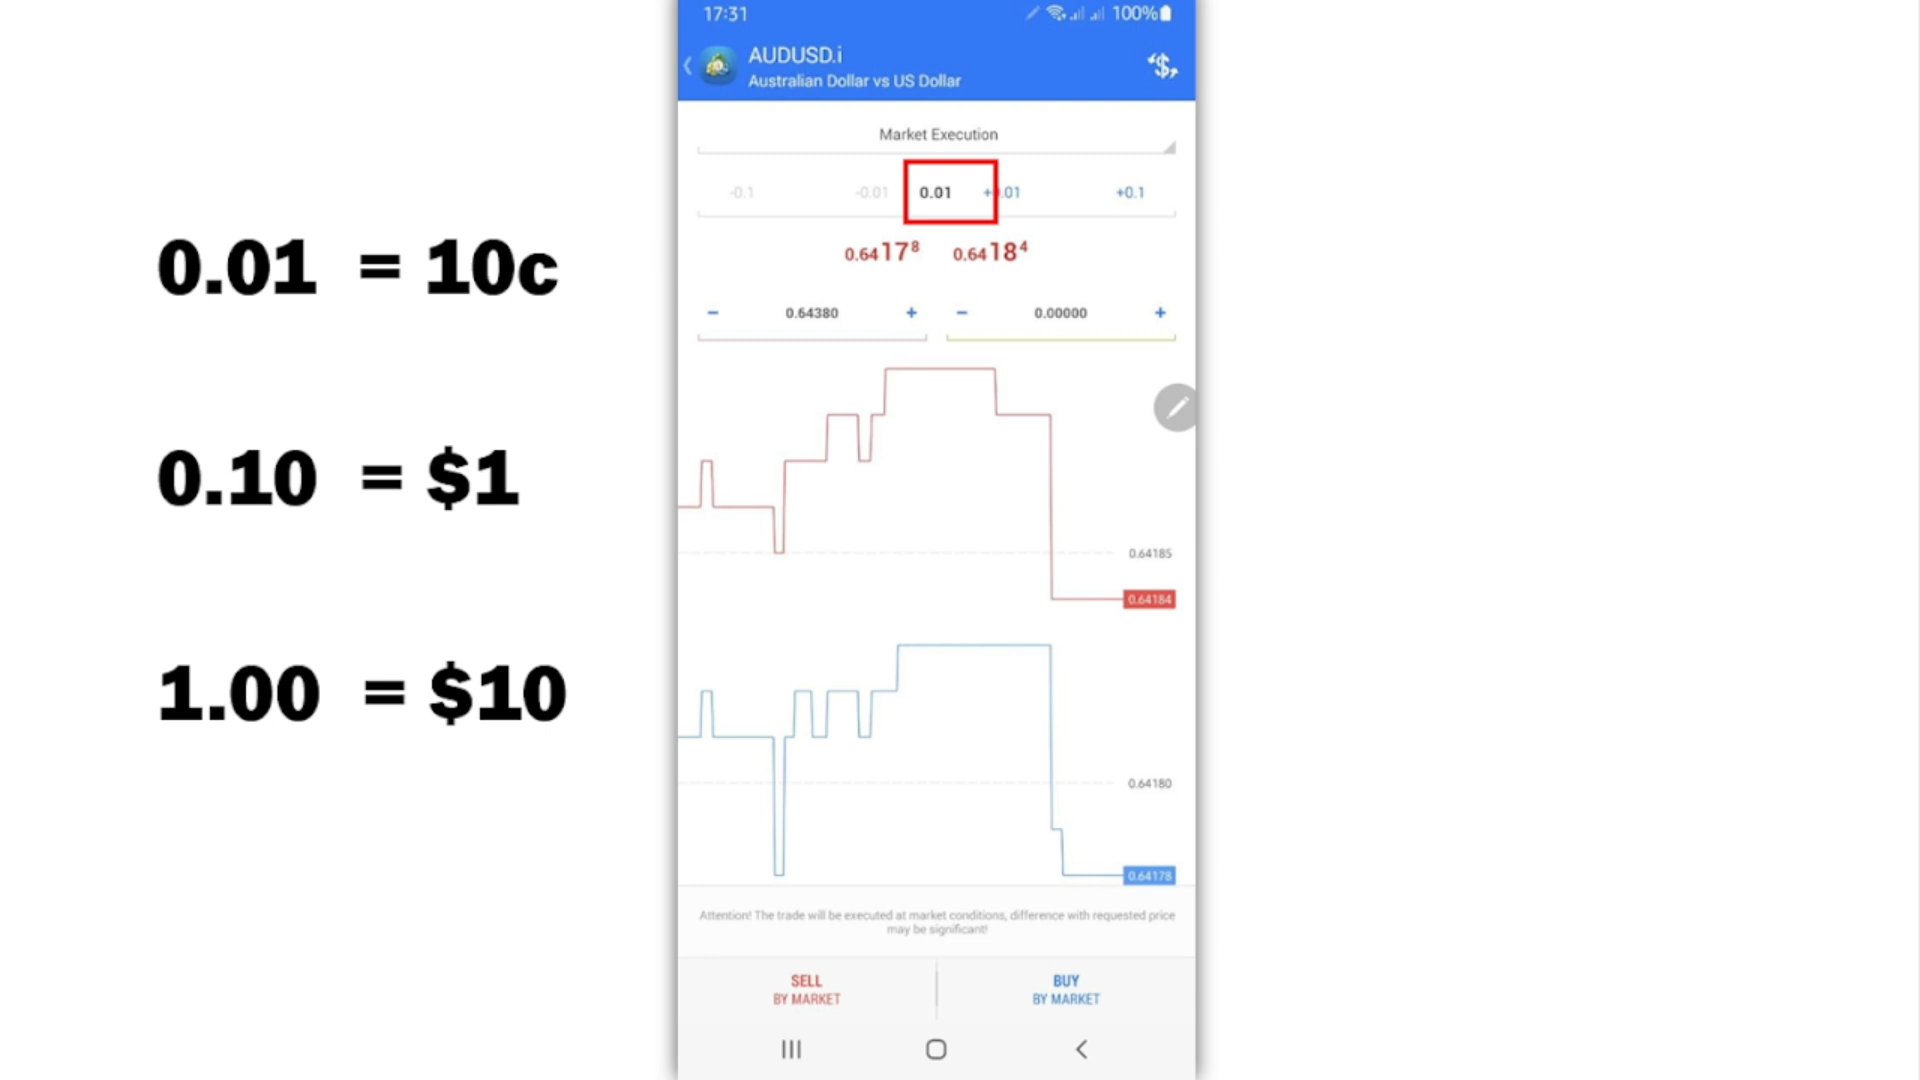 0.01 = 10c
0.10 = $1
1.00 = $10
17:31
100%
AUDUSD.i
Australian Dollar vs US Dollar
Market Execution
-0.1 -0.01 0.01 +0.01 +0.1
0.64178 0.64184
- 0.64380 + - 0.00000 +
0.64185
0.64184
0.64180
0.64178
Attention! The trade will be executed at market conditions, difference with requested price
may be significant!
SELL
BY MARKET
BUY
BY MARKET